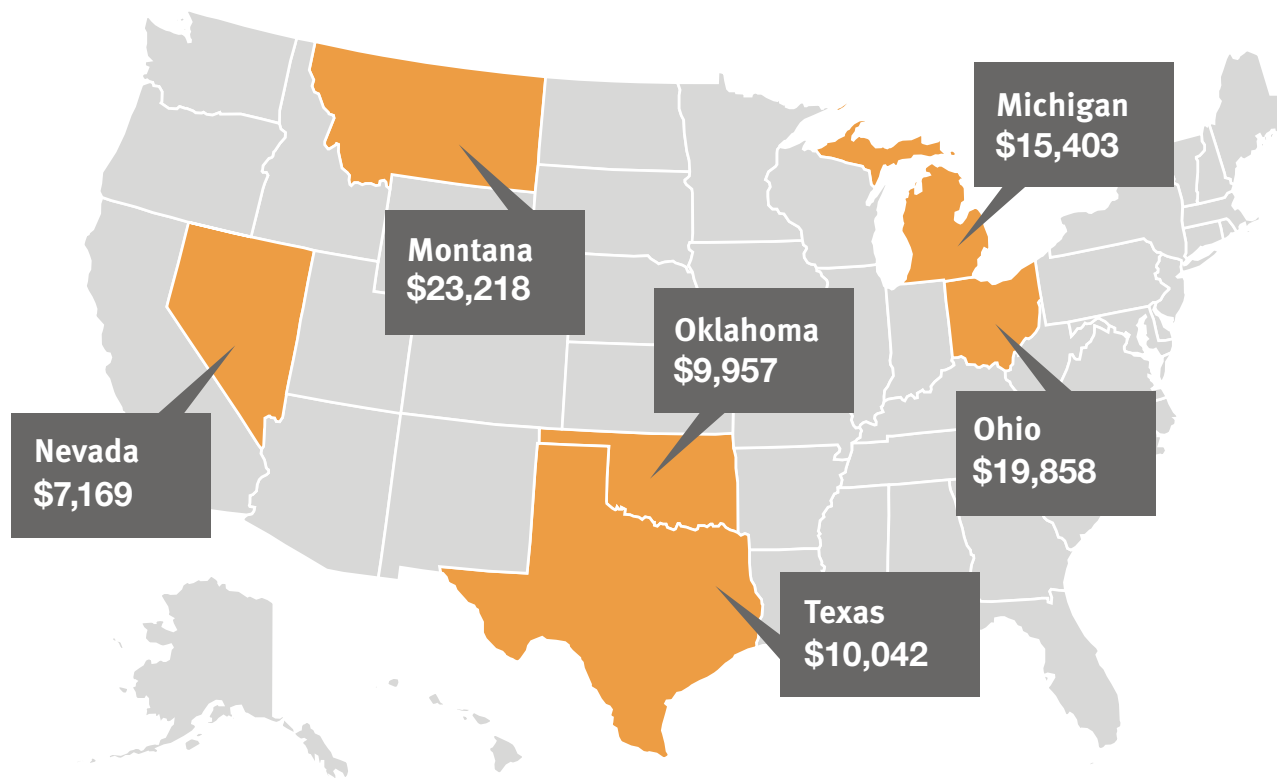 Michigan
$15,403
Montana
$23,218
Oklahoma
$9,957
Ohio
$19,858
Nevada
$7,169
Texas
$10,042